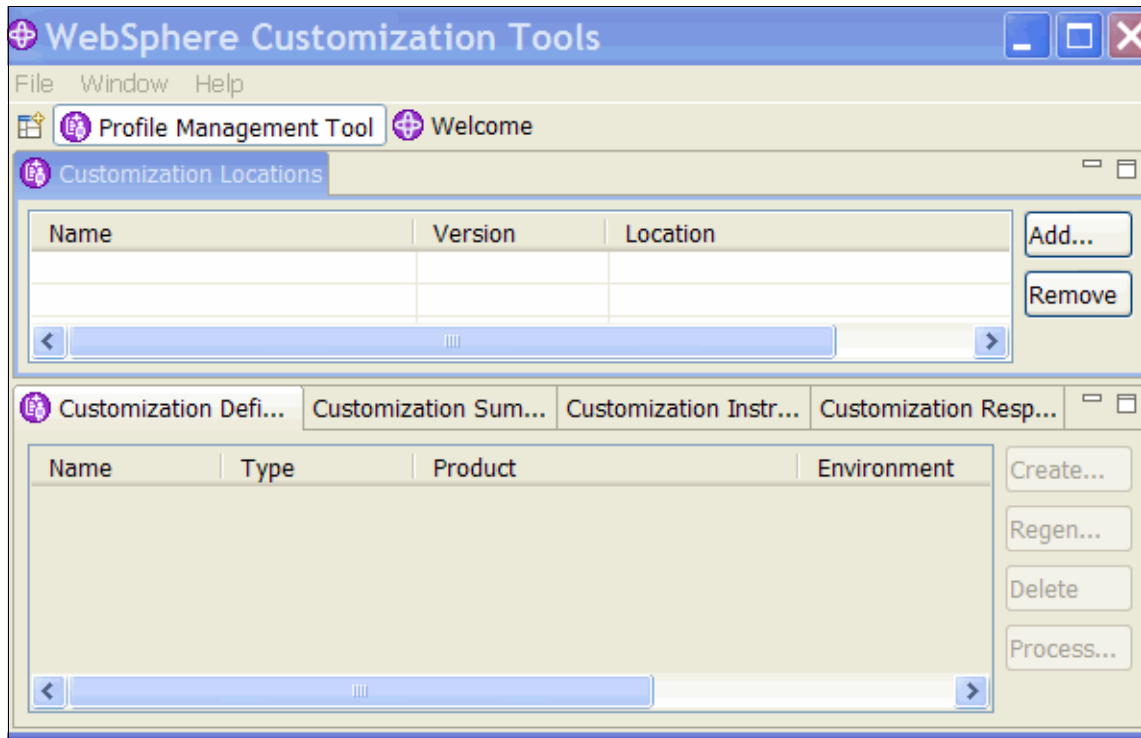 WebSphere Customization Tools
File Window Help
Profile Management Tool Welcome
Customization Locations
Name Version Location
Add...
Remove
Customization Defi... Customization Sum... Customization Instr... Customization Resp...
Name Type Product Environment
Create...
Regen...
Delete
Process...